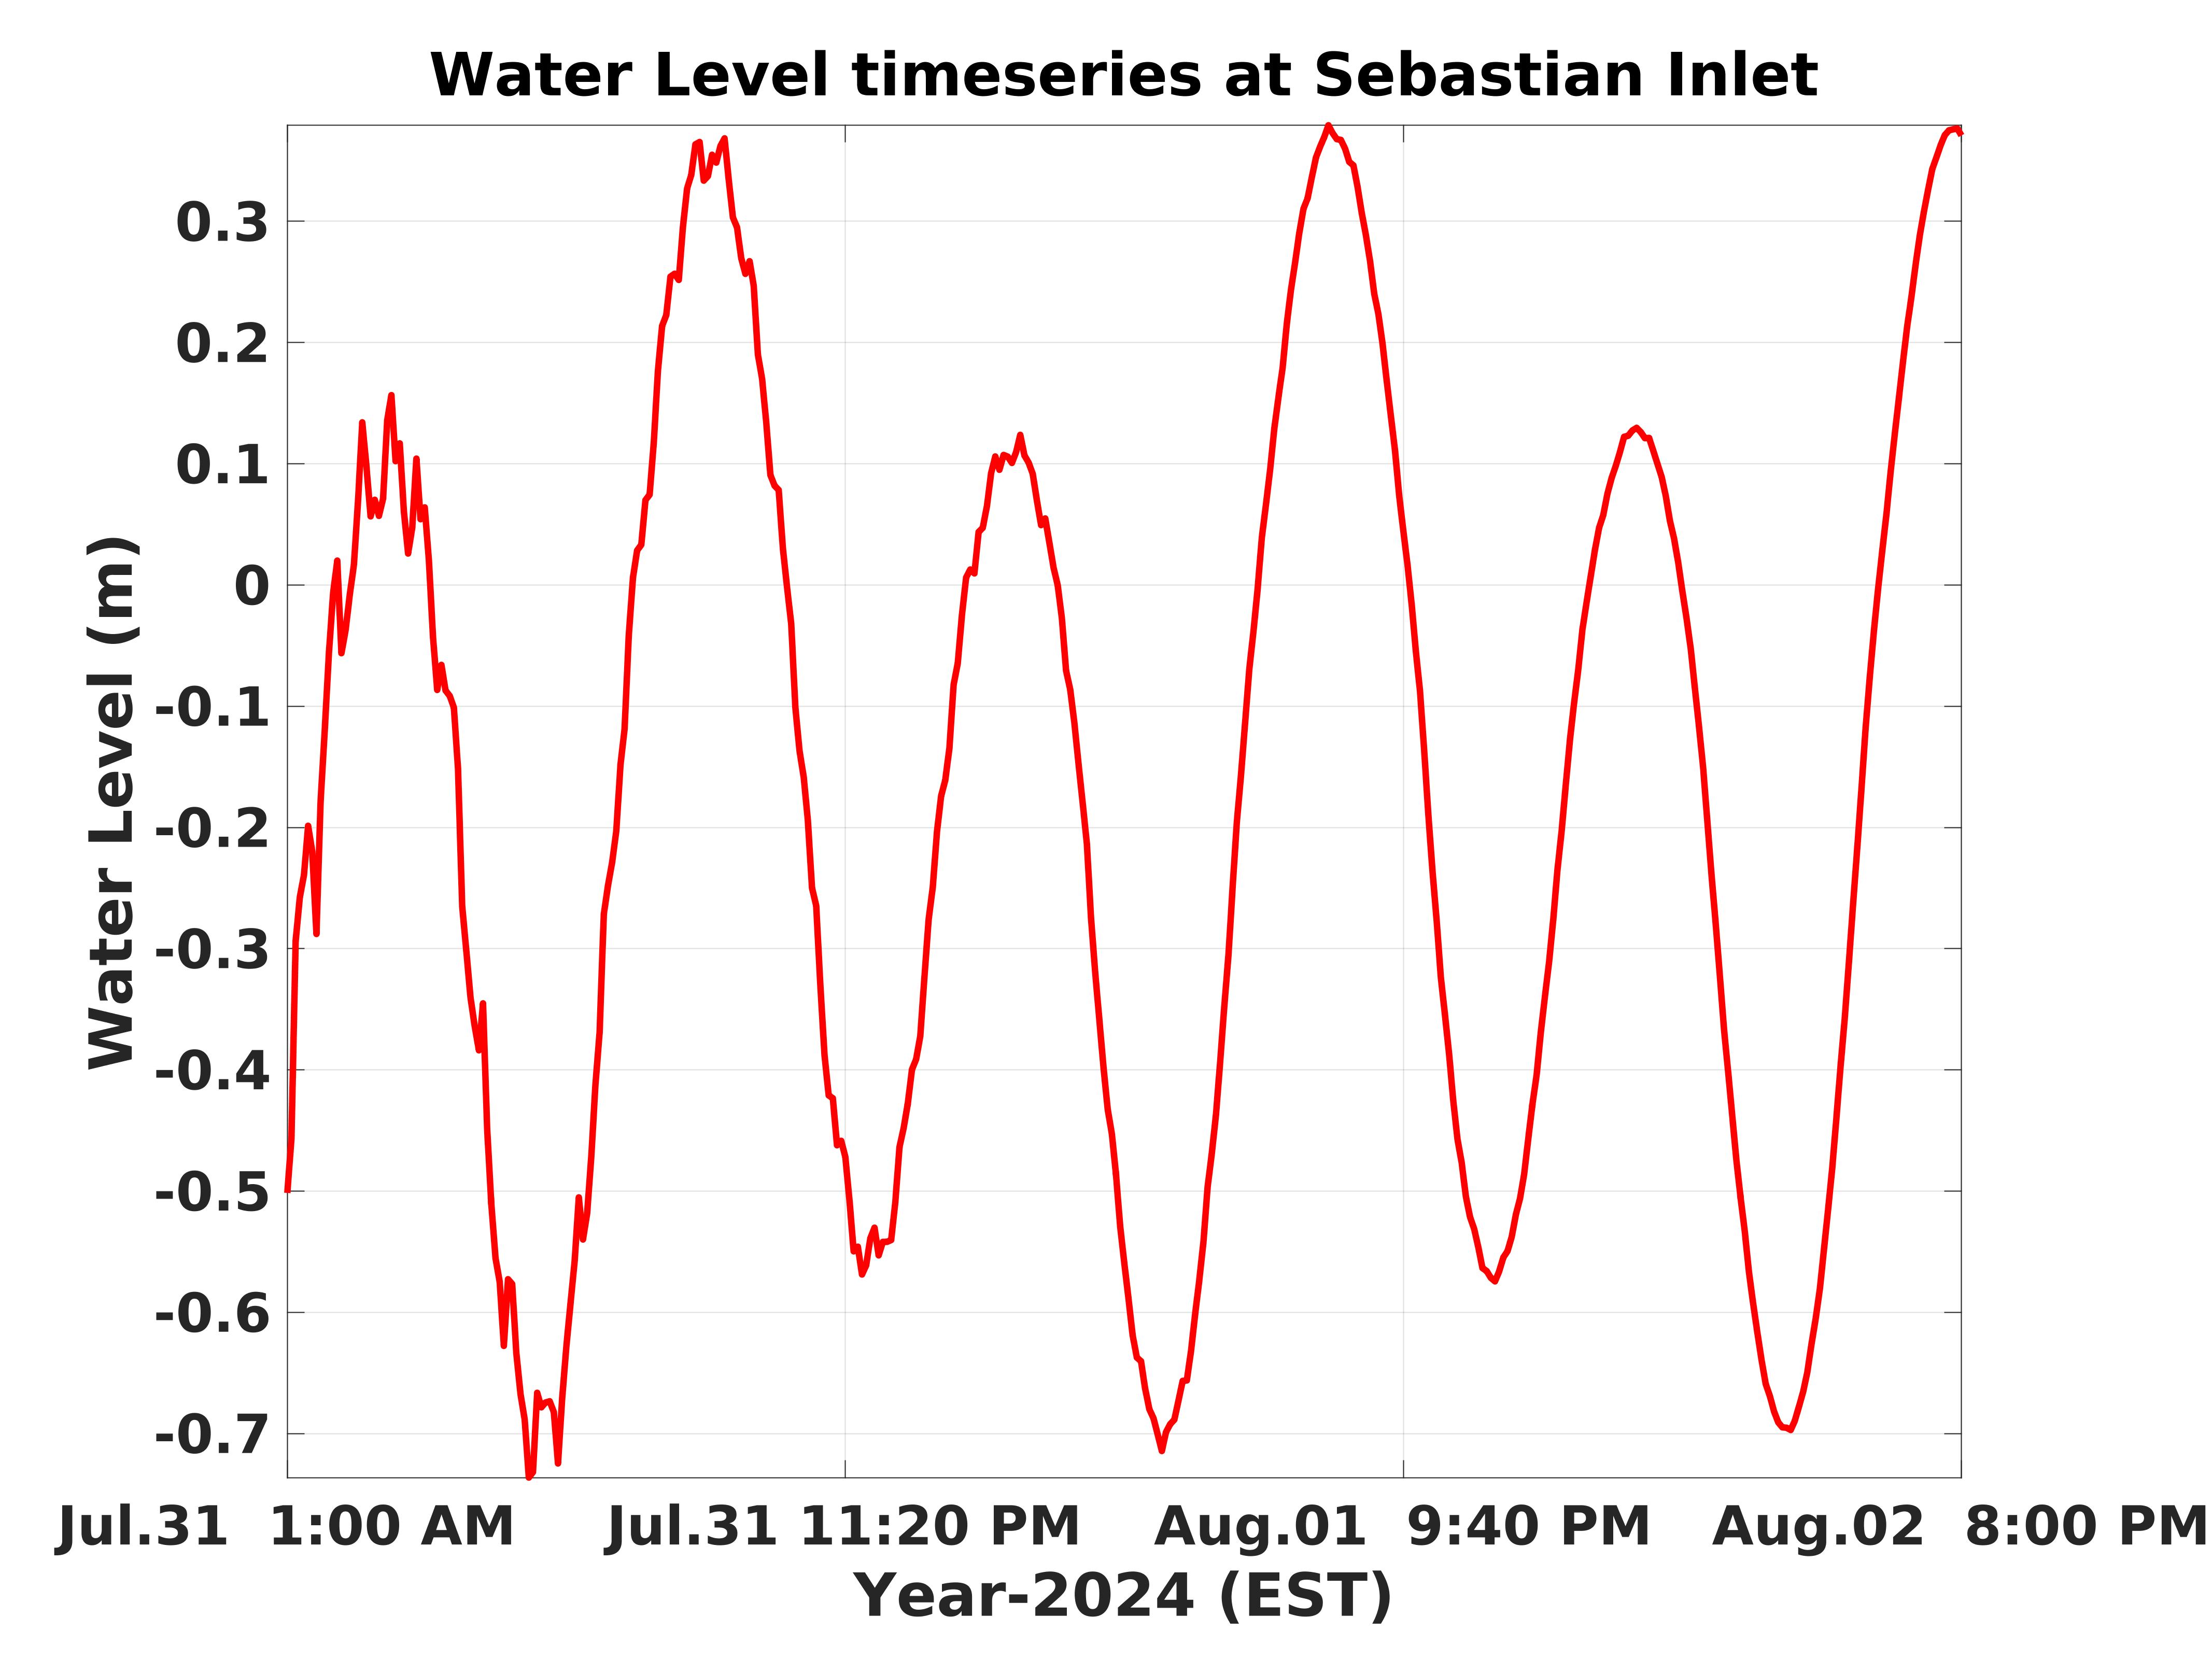 Water Level timeseries at Sebastian Inlet
Water Level (m)
0.3
0.2
0.1
0
-0.1
-0.2
-0.3
-0.4
-0.5
-0.6
-0.7
Jul.31 1:00 AM
Jul.31 11:20 PM
Aug.01 9:40 PM
Aug.02 8:00 PM
Year-2024 (EST)